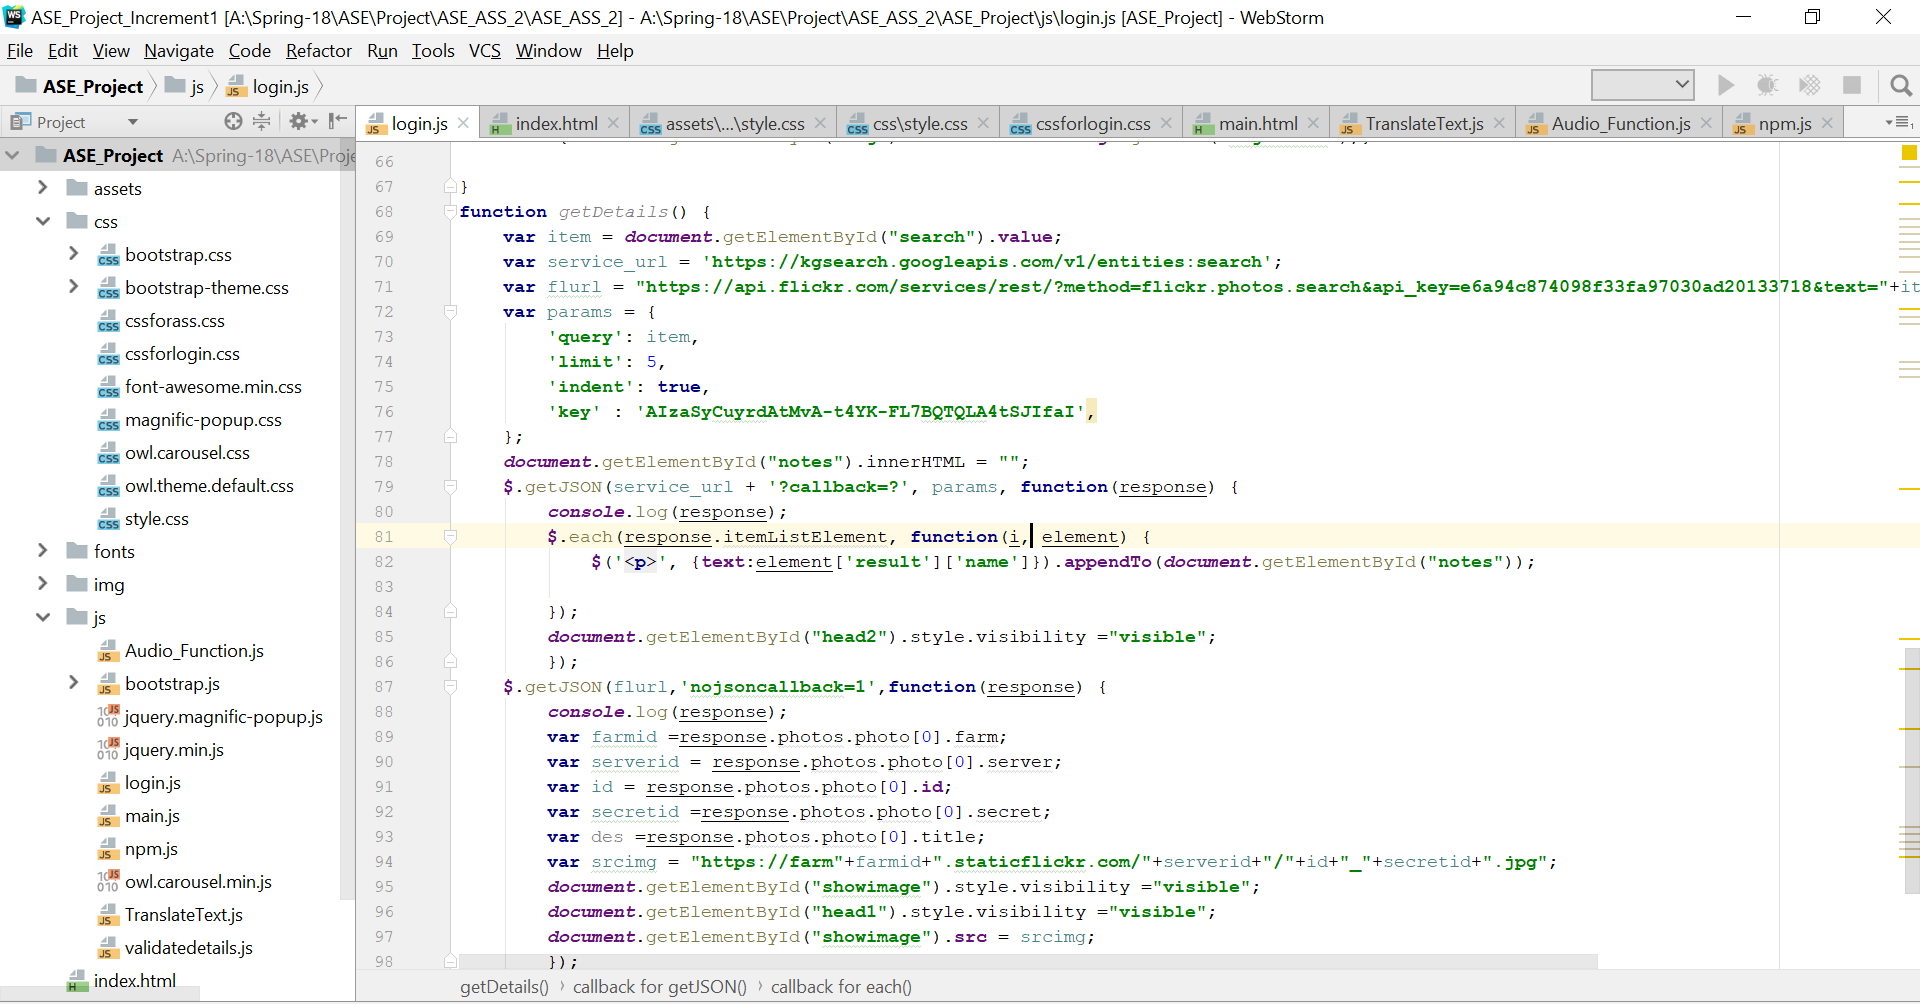 ASE_Project_Increment1 [A:\Spring-18\ASE\Project\ASE_ASS_2\ASE_ASS_2] - A:\Spring-18\ASE\Project\ASE_ASS_2\ASE_Project\js\login.js [ASE_Project] - WebStorm
File Edit View Navigate Code Refactor Run Tools VCS Window Help
ASE_Project js login.js
Project
login.js index.html assets\...\style.css css\style.css cssforlogin.css main.html TranslateText.js Audio_Function.js npm.js
ASE_Project A:\Spring-18\ASE\Proje
assets
css
bootstrap.css
bootstrap-theme.css
cssforass.css
cssforlogin.css
font-awesome.min.css
magnific-popup.css
owl.carousel.css
owl.theme.default.css
style.css
fonts
img
js
Audio_Function.js
bootstrap.js
jquery.magnific-popup.js
jquery.min.js
login.js
main.js
npm.js
owl.carousel.min.js
TranslateText.js
validatedetails.js
index.html
66
67 }
68 function getDetails() {
69 var item = document.getElementById("search").value;
70 var service_url = 'https://kgsearch.googleapis.com/v1/entities:search';
71 var flurl = "https://api.flickr.com/services/rest/?method=flickr.photos.search&api_key=e6a94c874098f33fa97030ad20133718&text="+it
72 var params = {
73 'query': item,
74 'limit': 5,
75 'indent': true,
76 'key' : 'AIzaSyCuyrdAtMvA-t4YK-FL7BQTQLA4tSJIfaI',
77 };
78 document.getElementById("notes").innerHTML = "";
79 $.getJSON(service_url + '?callback=?', params, function(response) {
80 console.log(response);
81 $.each(response.itemListElement, function(i, element) {
82 $('<p>', {text:element['result']['name']}).appendTo(document.getElementById("notes"));
83
84 });
85 document.getElementById("head2").style.visibility ="visible";
86 });
87 $.getJSON(flurl,'nojsoncallback=1',function(response) {
88 console.log(response);
89 var farmid =response.photos.photo[0].farm;
90 var serverid = response.photos.photo[0].server;
91 var id = response.photos.photo[0].id;
92 var secretid =response.photos.photo[0].secret;
93 var des =response.photos.photo[0].title;
94 var srcimg = "https://farm"+farmid+".staticflickr.com/"+serverid+"/"+id+"_"+secretid+".jpg";
95 document.getElementById("showimage").style.visibility ="visible";
96 document.getElementById("head1").style.visibility ="visible";
97 document.getElementById("showimage").src = srcimg;
98 });
getDetails() › callback for getJSON() › callback for each()